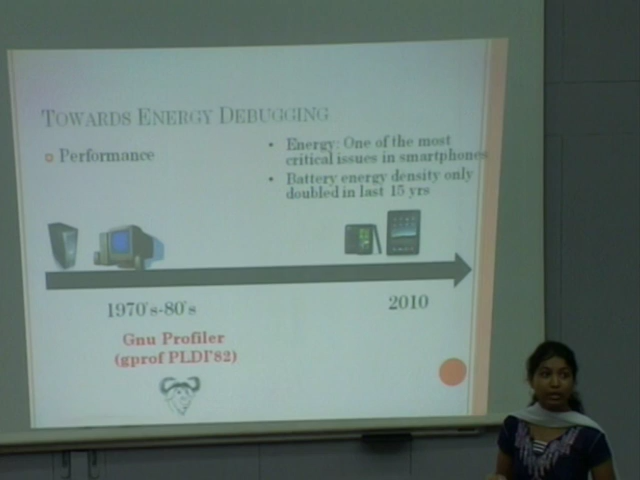 TOWARDS ENERGY DEBUGGING
Performance
• Energy: One of the most
critical issues in smartphones
• Battery energy density only
doubled in last 15 yrs
1970's-80's
2010
Gnu Profiler
(gprof PLDI'82)